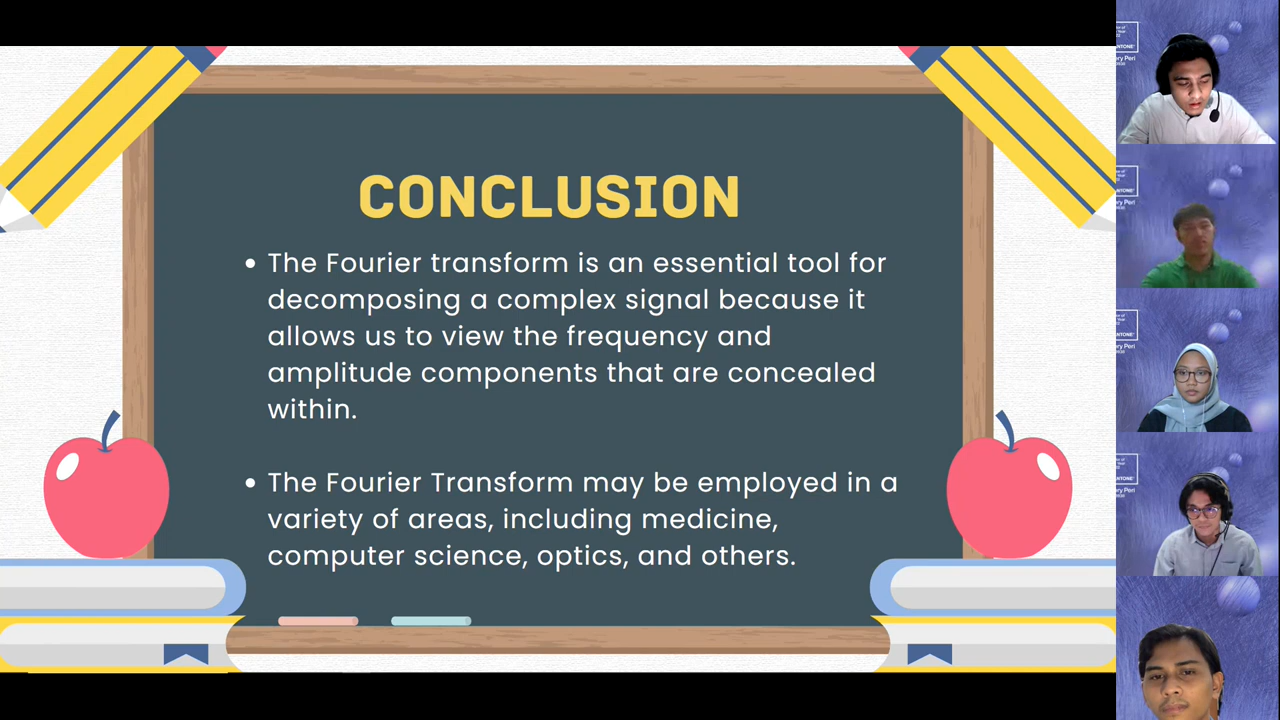 CONCLUSION
• The Fourier transform is an essential tool for
decomposing a complex signal because it
allows us to view the frequency and
amplitude components that are concealed
within.
• The Fourier Transform may be employed in a
variety of areas, including medicine,
computer science, optics, and others.